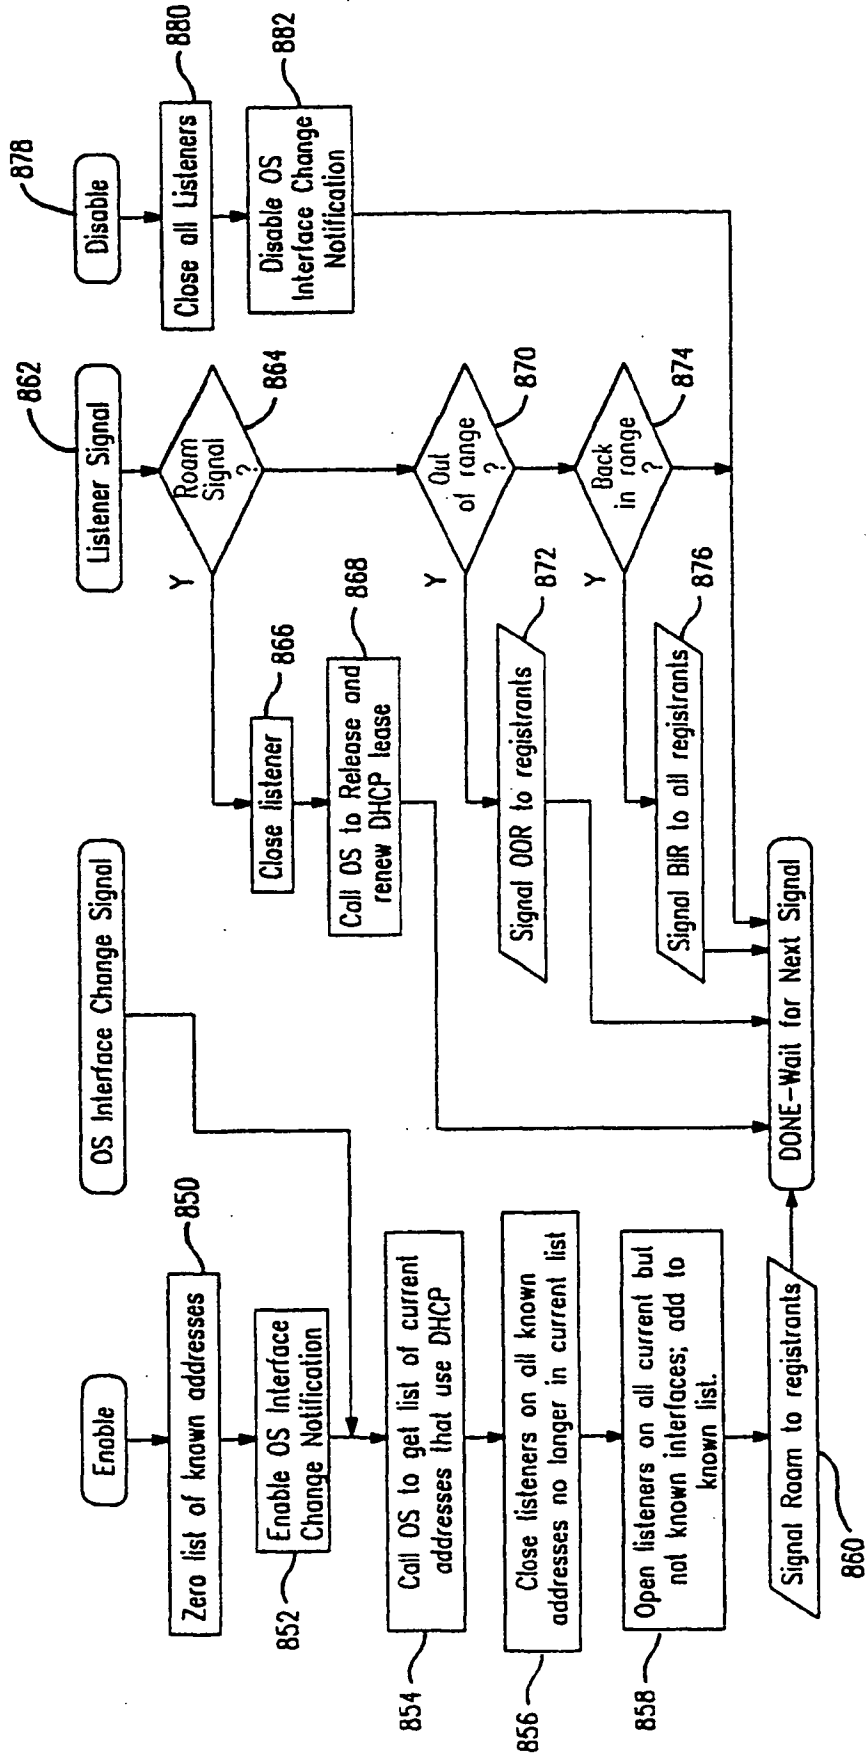 Enable
850
Zero list of known addresses
852
Enable OS Interface
Change Notification
854
Call OS to get list of current
addresses that use DHCP
856
Close listeners on all known
addresses no longer in current list
858
Open listeners on all current but
not known interfaces; add to
known list.
Signal Roam to registrants
860
OS Interface Change Signal
862
Listener Signal
864
Roam
Signal
?
Y
866
Close listener
868
Call OS to Release and
renew DHCP lease
870
Out
of range
?
Y
872
Signal OOR to registrants
874
Back
in range
?
Y
876
Signal BIR to all registrants
878
Disable
880
Close all Listeners
882
Disable OS
Interface Change
Notification
DONE-Wait for Next Signal